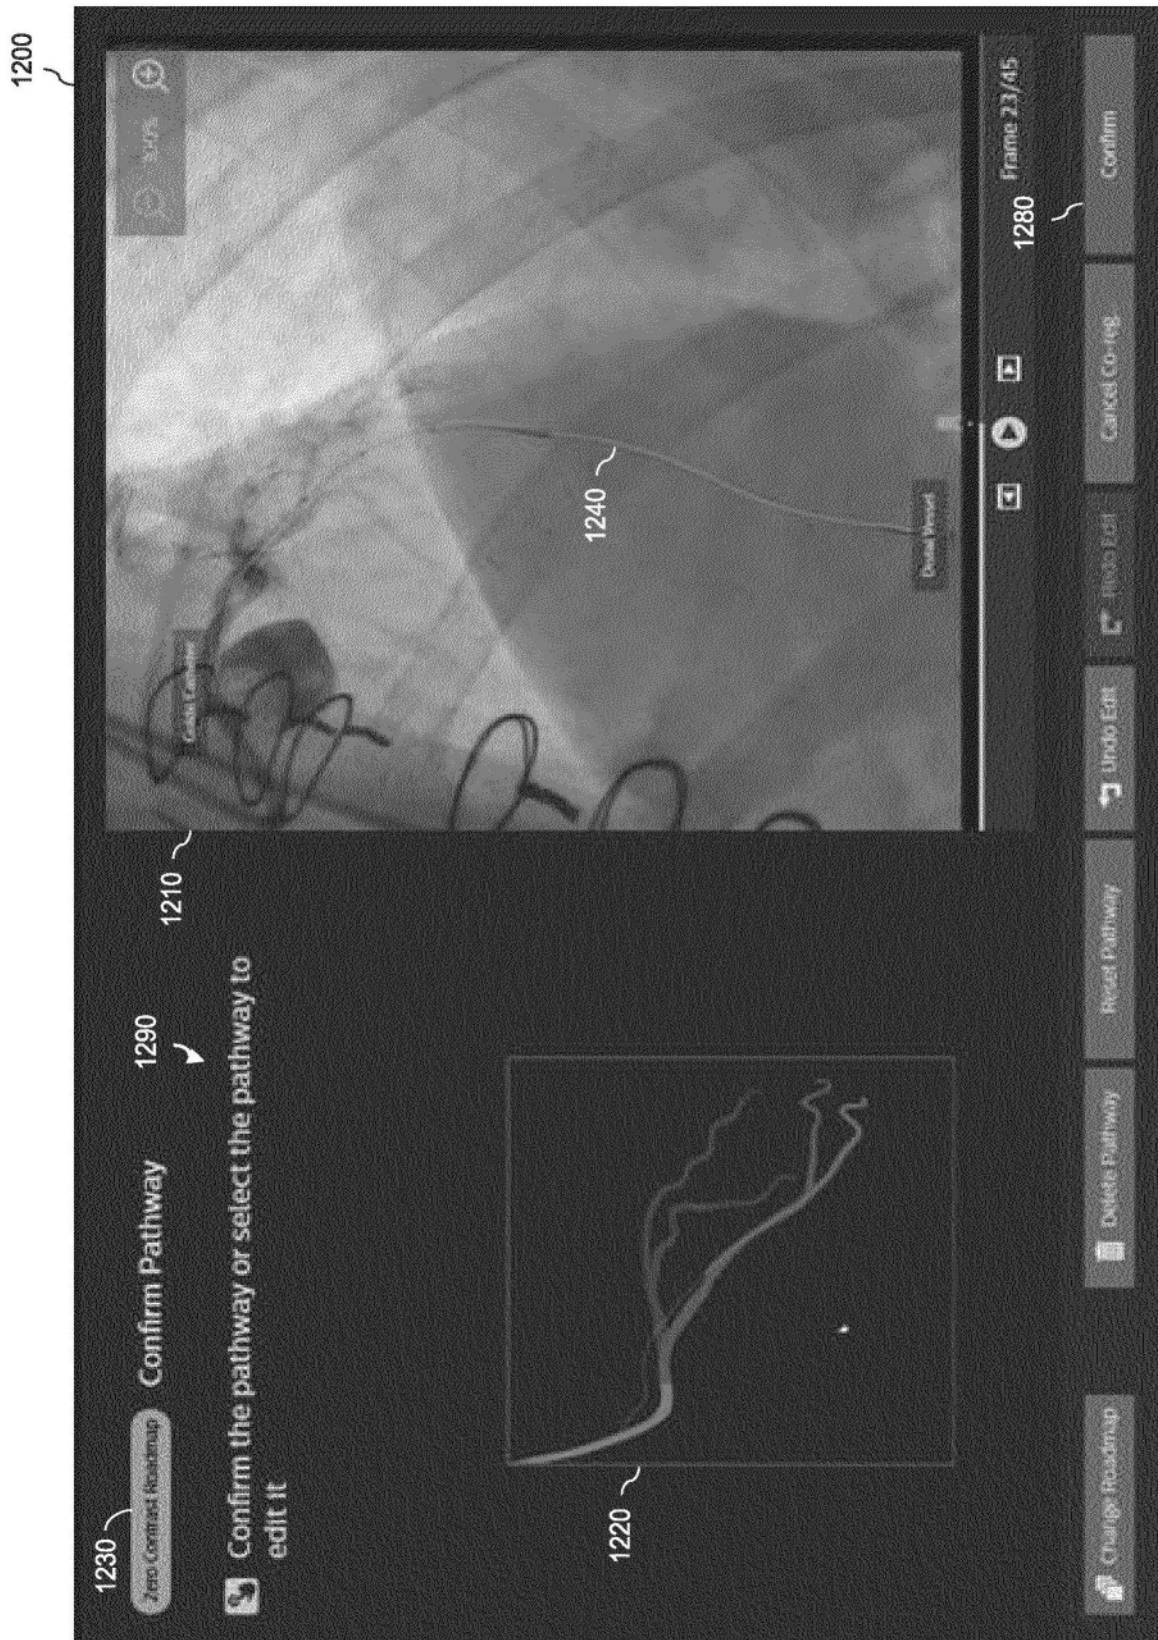 1200
1230
Zero Contrast Roadmap
Confirm Pathway
1290
Confirm the pathway or select the pathway to
edit it
1210
Guide Catheter
1240
Distal Vessel
1220
Frame 23/45
1280
Change Roadmap
Delete Pathway
Reset Pathway
Undo Edit
Redo Edit
Cancel Co-reg.
Confirm